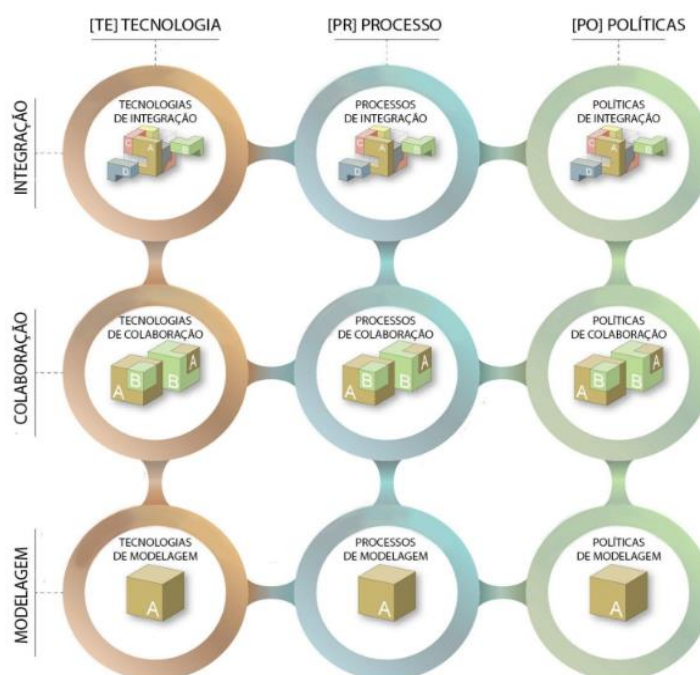 [TE] TECNOLOGIA
[PR] PROCESSO
[PO] POLÍTICAS
INTEGRAÇÃO
TECNOLOGIAS
DE INTEGRAÇÃO
C A B D
PROCESSOS
DE INTEGRAÇÃO
C A B D
POLÍTICAS
DE INTEGRAÇÃO
C A B D
COLABORAÇÃO
TECNOLOGIAS
DE COLABORAÇÃO
A B B A
PROCESSOS
DE COLABORAÇÃO
A B B A
POLÍTICAS
DE COLABORAÇÃO
A B B A
MODELAGEM
TECNOLOGIAS
DE MODELAGEM
A
PROCESSOS
DE MODELAGEM
A
POLÍTICAS
DE MODELAGEM
A